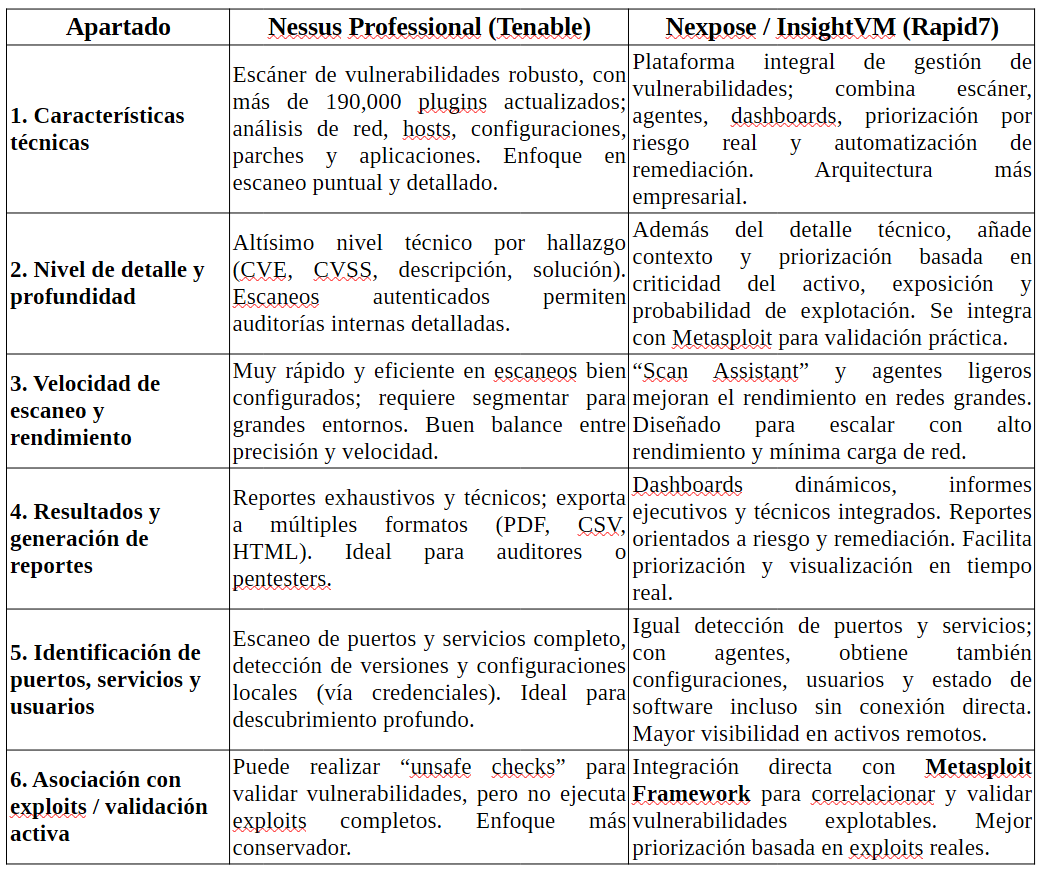 Apartado
Nessus Professional (Tenable)
Nexpose / InsightVM (Rapid7)
1. Características
técnicas
Escáner de vulnerabilidades robusto, con
más de 190,000 plugins actualizados;
análisis de red, hosts, configuraciones,
parches y aplicaciones. Enfoque en
escaneo puntual y detallado.
Plataforma integral de gestión de
vulnerabilidades; combina escáner,
agentes, dashboards, priorización por
riesgo real y automatización de
remediación. Arquitectura más
empresarial.
2. Nivel de detalle y
profundidad
Altísimo nivel técnico por hallazgo
(CVE, CVSS, descripción, solución).
Escaneos autenticados permiten
auditorías internas detalladas.
Además del detalle técnico, añade
contexto y priorización basada en
criticidad del activo, exposición y
probabilidad de explotación. Se integra
con Metasploit para validación práctica.
3. Velocidad de
escaneo y
rendimiento
Muy rápido y eficiente en escaneos bien
configurados; requiere segmentar para
grandes entornos. Buen balance entre
precisión y velocidad.
“Scan Assistant” y agentes ligeros
mejoran el rendimiento en redes grandes.
Diseñado para escalar con alto
rendimiento y mínima carga de red.
4. Resultados y
generación de
reportes
Reportes exhaustivos y técnicos; exporta
a múltiples formatos (PDF, CSV,
HTML). Ideal para auditores o
pentesters.
Dashboards dinámicos, informes
ejecutivos y técnicos integrados. Reportes
orientados a riesgo y remediación. Facilita
priorización y visualización en tiempo
real.
5. Identificación de
puertos, servicios y
usuarios
Escaneo de puertos y servicios completo,
detección de versiones y configuraciones
locales (vía credenciales). Ideal para
descubrimiento profundo.
Igual detección de puertos y servicios;
con agentes, obtiene también
configuraciones, usuarios y estado de
software incluso sin conexión directa.
Mayor visibilidad en activos remotos.
6. Asociación con
exploits / validación
activa
Puede realizar “unsafe checks” para
validar vulnerabilidades, pero no ejecuta
exploits completos. Enfoque más
conservador.
Integración directa con Metasploit
Framework para correlacionar y validar
vulnerabilidades explotables. Mejor
priorización basada en exploits reales.